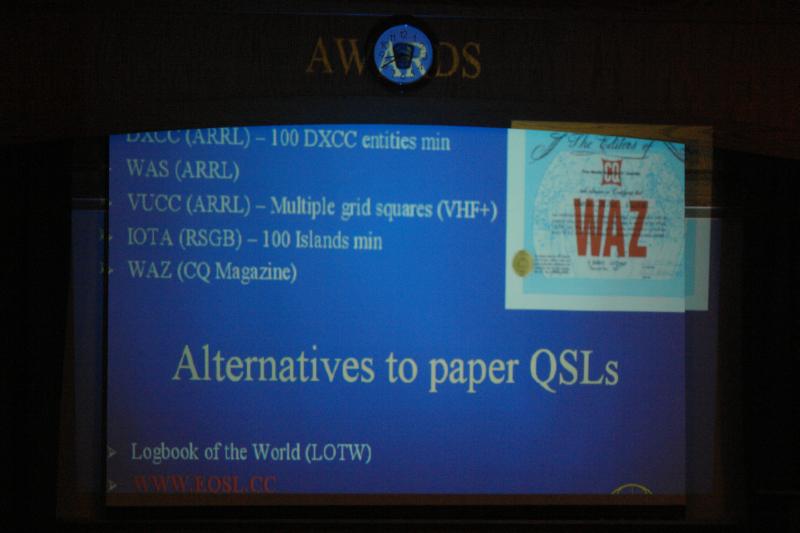 AWARDS
DXCC (ARRL) – 100 DXCC entities min
WAS (ARRL)
VUCC (ARRL) – Multiple grid squares (VHF+)
IOTA (RSGB) – 100 Islands min
WAZ (CQ Magazine)
The Editors of
CQ
WAZ
Alternatives to paper QSLs
Logbook of the World (LOTW)
WWW.EQSL.CC